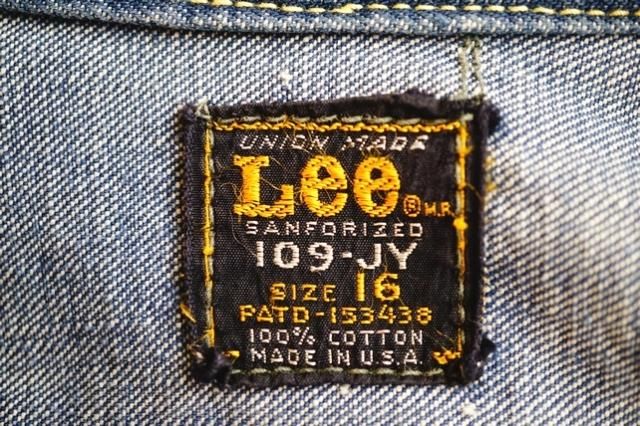 UNION MADE
Lee ® M.R.
SANFORIZED
109-JY
SIZE 16
PATD-153438
100% COTTON
MADE IN U.S.A.